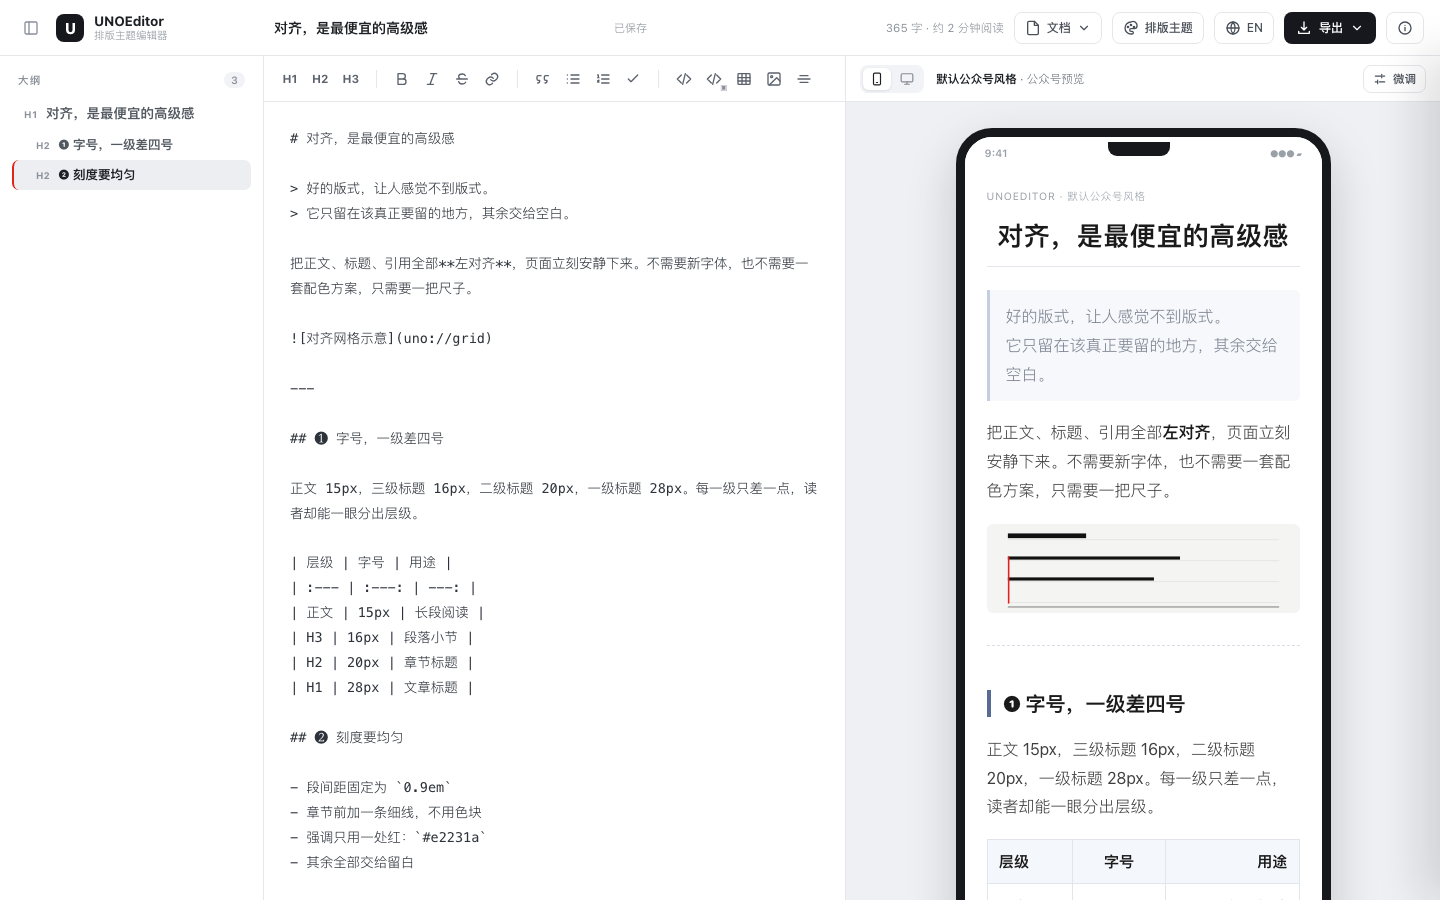 U
UNOEditor
排版主题编辑器
对齐，是最便宜的高级感
已保存
365 字 · 约 2 分钟阅读
文档
排版主题
EN
导出
大纲
3
H1 对齐，是最便宜的高级感
H2 ❶ 字号，一级差四号
H2 ❷ 刻度要均匀
H1 H2 H3
# 对齐，是最便宜的高级感
> 好的版式，让人感觉不到版式。
> 它只留在该真正要留的地方，其余交给空白。
把正文、标题、引用全部**左对齐**，页面立刻安静下来。不需要新字体，也不需要一
套配色方案，只需要一把尺子。
![对齐网格示意](uno://grid)
---
## ❶ 字号，一级差四号
正文 15px，三级标题 16px，二级标题 20px，一级标题 28px。每一级只差一点，读
者却能一眼分出层级。
| 层级 | 字号 | 用途 |
| :--- | :---: | ---: |
| 正文 | 15px | 长段阅读 |
| H3 | 16px | 段落小节 |
| H2 | 20px | 章节标题 |
| H1 | 28px | 文章标题 |
## ❷ 刻度要均匀
- 段间距固定为 `0.9em`
- 章节前加一条细线，不用色块
- 强调只用一处红：`#e2231a`
- 其余全部交给留白
默认公众号风格 · 公众号预览
微调
9:41
UNOEDITOR · 默认公众号风格
对齐，是最便宜的高级感
好的版式，让人感觉不到版式。
它只留在该真正要留的地方，其余交给
空白。
把正文、标题、引用全部左对齐，页面立刻
安静下来。不需要新字体，也不需要一套配
色方案，只需要一把尺子。
❶ 字号，一级差四号
正文 15px，三级标题 16px，二级标题
20px，一级标题 28px。每一级只差一点，
读者却能一眼分出层级。
层级 字号 用途